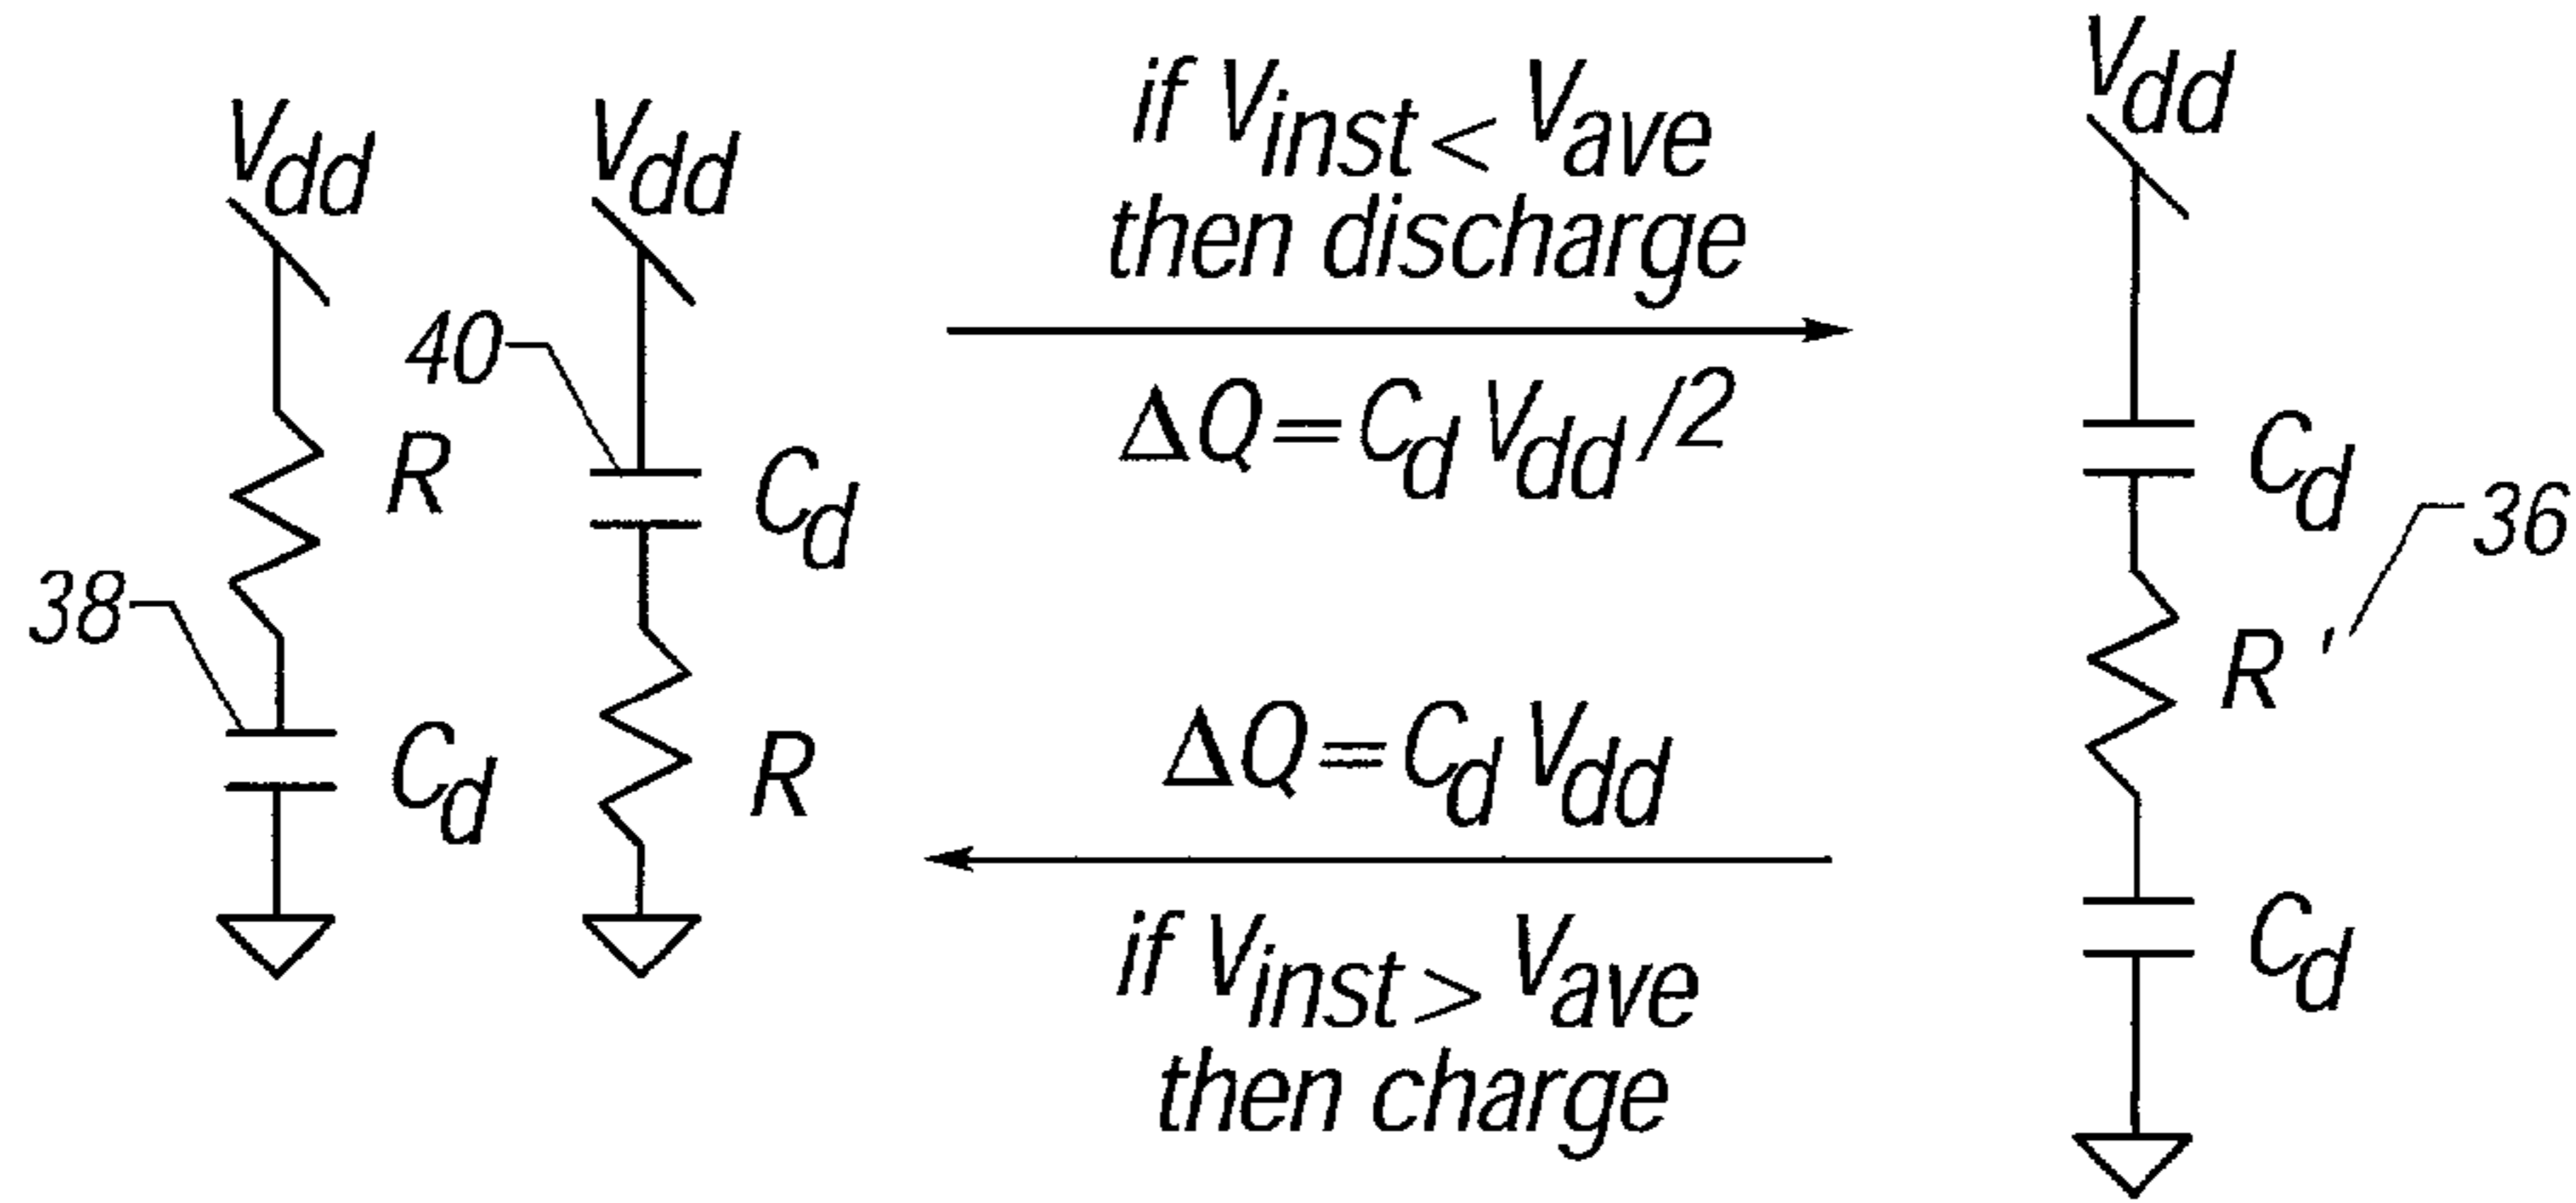 Vdd
Vdd
40
R
Cd
38
Cd
R
if Vinst < Vave
then discharge
ΔQ = Cd Vdd /2
ΔQ = Cd Vdd
if Vinst > Vave
then charge
Vdd
Cd
36
R'
Cd